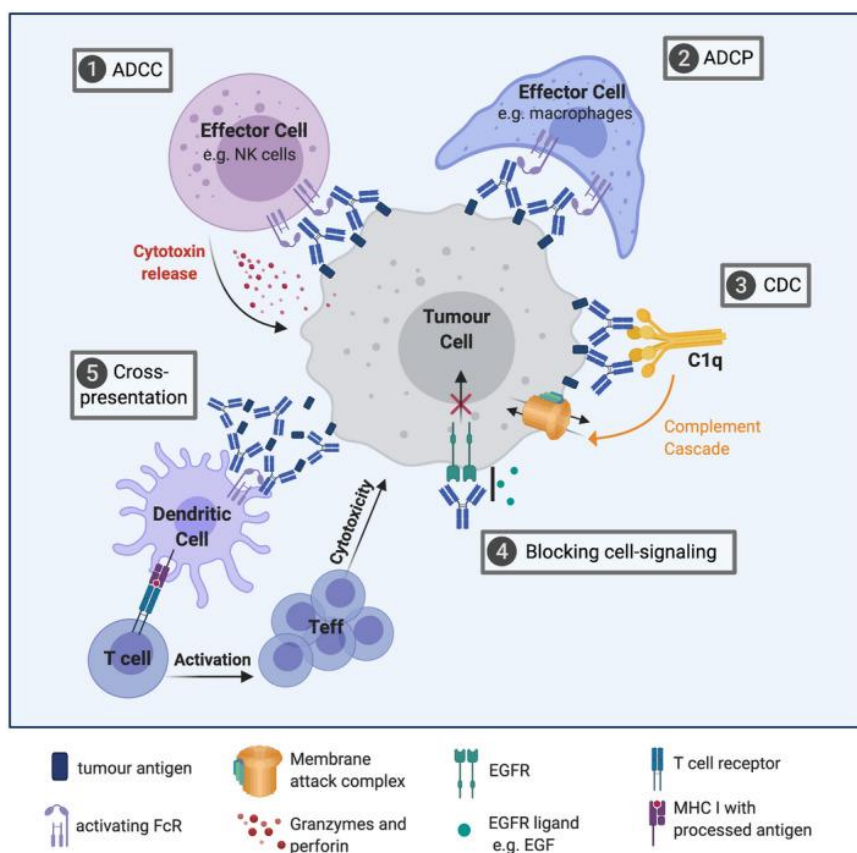 1 ADCC
2 ADCP
Effector Cell
e.g. NK cells
Effector Cell
e.g. macrophages
Cytotoxin
release
3 CDC
Tumour
Cell
C1q
5 Cross-
presentation
Complement
Cascade
Dendritic
Cell
Cytotoxicity
4 Blocking cell-signaling
Teff
T cell
Activation
tumour antigen
Membrane
attack complex
EGFR
T cell receptor
activating FcR
Granzymes and
perforin
EGFR ligand
e.g. EGF
MHC I with
processed antigen